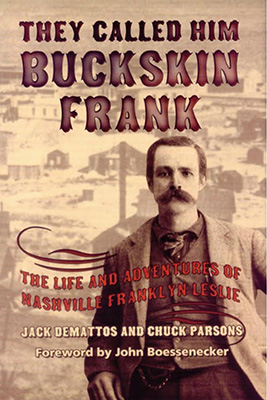 THEY CALLED HIM
BUCKSKIN
FRANK
THE LIFE AND ADVENTURES OF
NASHVILLE FRANKLYN LESLIE
JACK DEMATTOS AND CHUCK PARSONS
Foreword by John Boessenecker